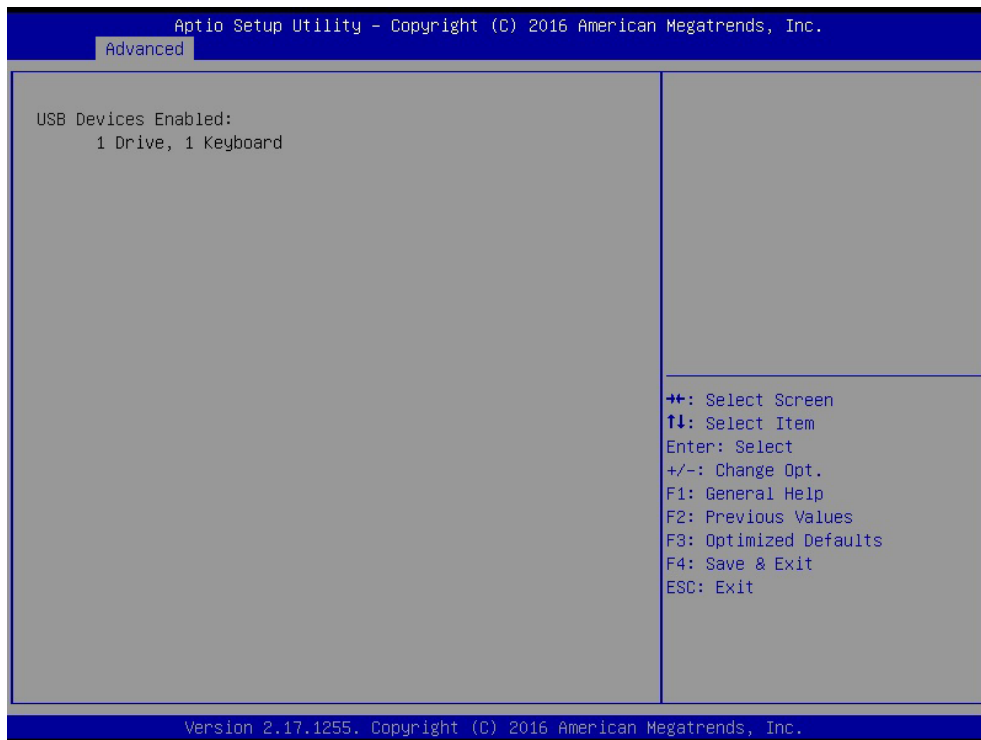 Aptio Setup Utility – Copyright (C) 2016 American Megatrends, Inc.
Advanced
USB Devices Enabled:
1 Drive, 1 Keyboard
→←: Select Screen
↑↓: Select Item
Enter: Select
+/-: Change Opt.
F1: General Help
F2: Previous Values
F3: Optimized Defaults
F4: Save & Exit
ESC: Exit
Version 2.17.1255. Copyright (C) 2016 American Megatrends, Inc.